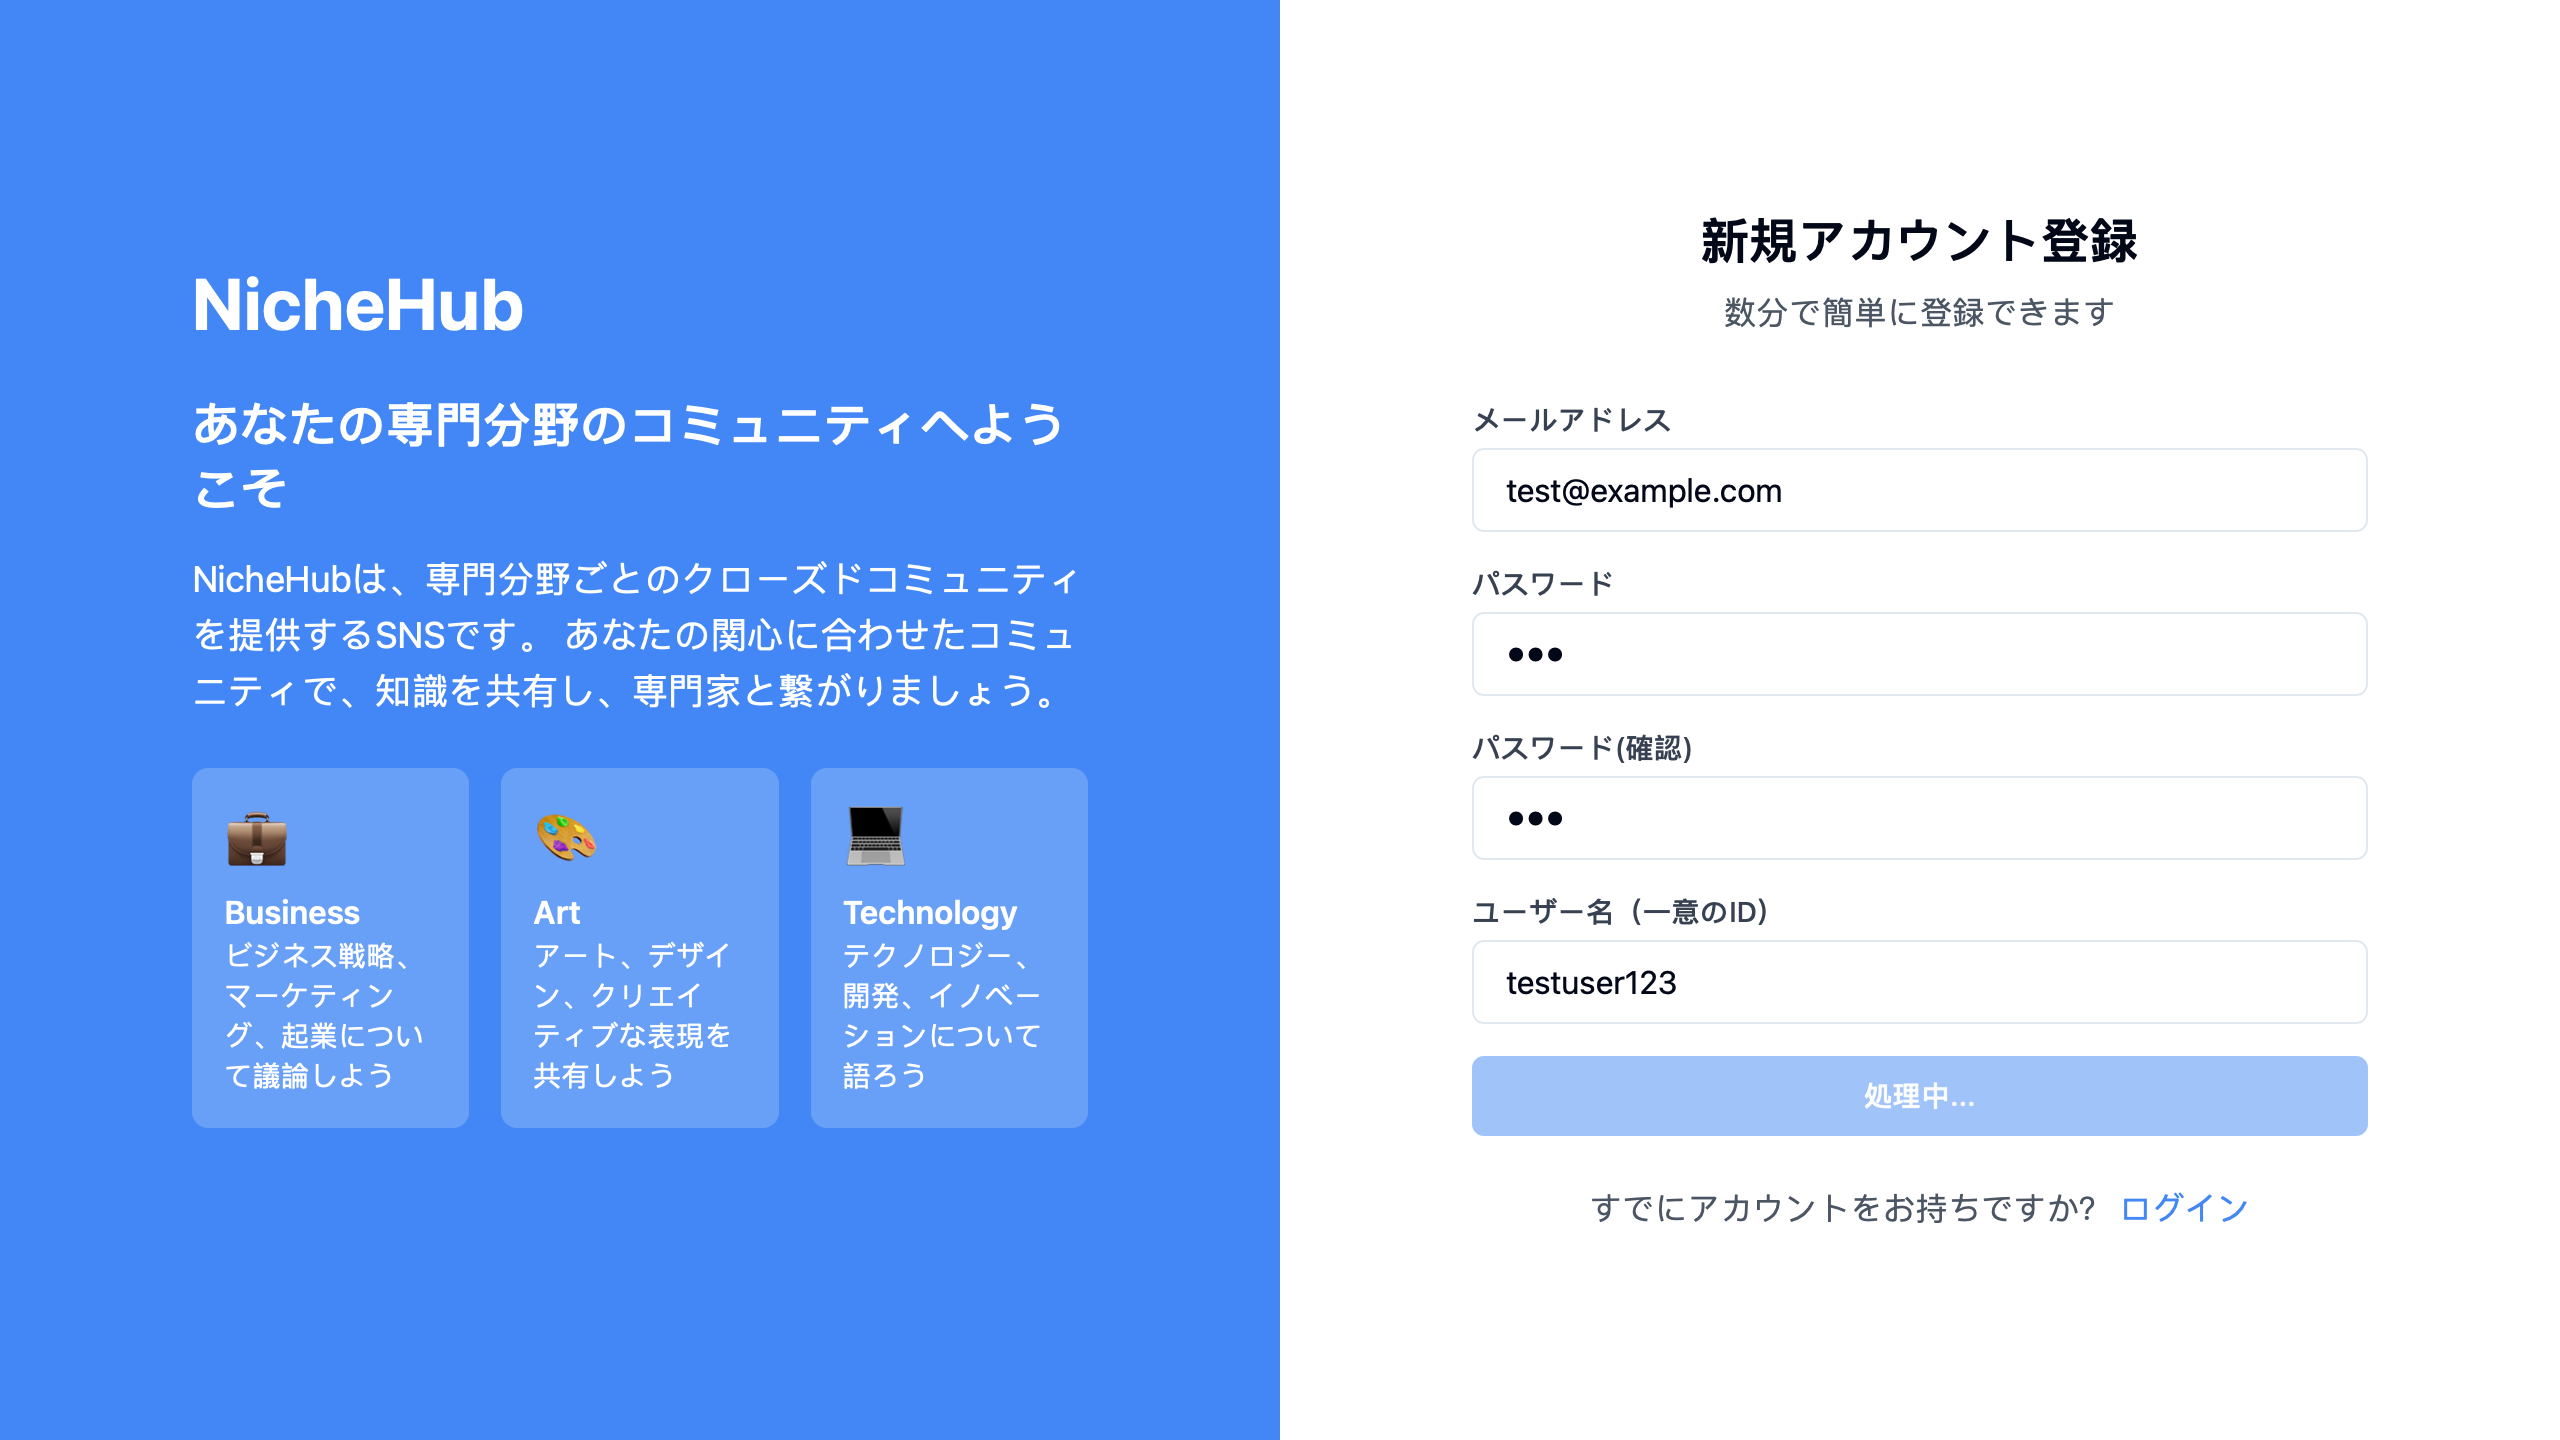 NicheHub
あなたの専門分野のコミュニティへよう
こそ
NicheHubは、専門分野ごとのクローズドコミュニティ
を提供するSNSです。 あなたの関心に合わせたコミュ
ニティで、知識を共有し、専門家と繋がりましょう。
Business
ビジネス戦略、
マーケティン
グ、起業につい
て議論しよう
Art
アート、デザイ
ン、クリエイ
ティブな表現を
共有しよう
Technology
テクノロジー、
開発、イノベー
ションについて
語ろう
新規アカウント登録
数分で簡単に登録できます
メールアドレス
test@example.com
パスワード
●●●
パスワード(確認)
●●●
ユーザー名（一意のID）
testuser123
処理中...
すでにアカウントをお持ちですか? ログイン